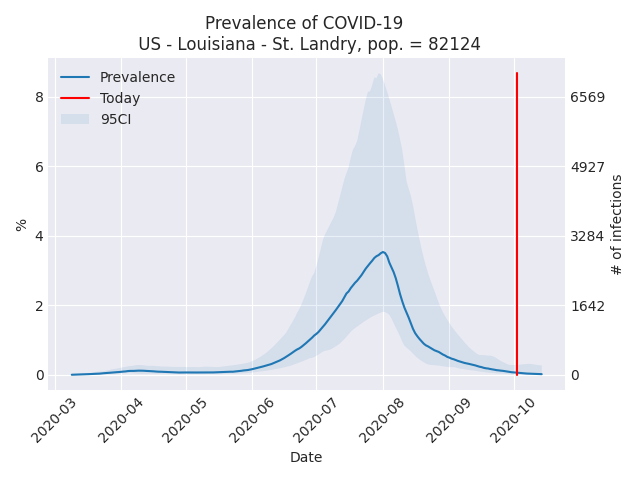 Prevalence of COVID-19
US - Louisiana - St. Landry, pop. = 82124
Prevalence
Today
95CI
8
6
4
2
0
%
6569
4927
3284
1642
0
# of infections
2020-03
2020-04
2020-05
2020-06
2020-07
2020-08
2020-09
2020-10
Date